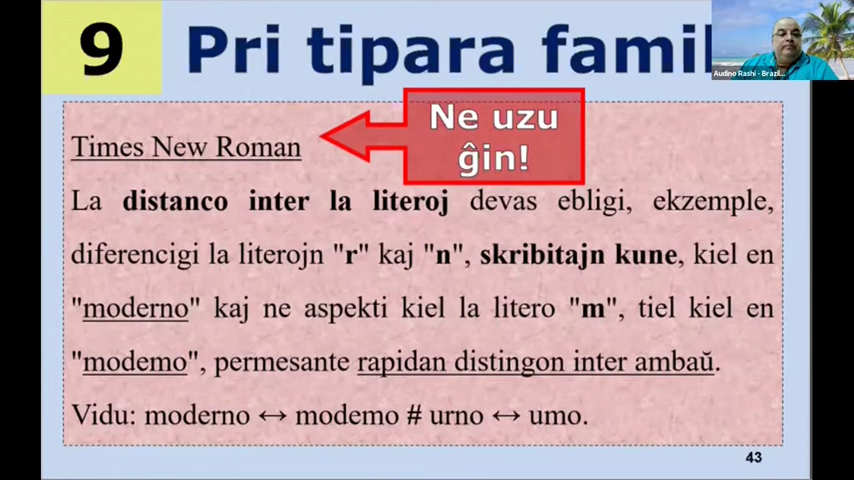 9
Pri tipara famil
Audino Rashi - Brazil...
Ne uzu
ĝin!
Times New Roman
La distanco inter la literoj devas ebligi, ekzemple,
diferencigi la literojn "r" kaj "n", skribitajn kune, kiel en
"moderno" kaj ne aspekti kiel la litero "m", tiel kiel en
"modemo", permesante rapidan distingon inter ambaŭ.
Vidu: moderno ↔ modemo # urno ↔ umo.
43